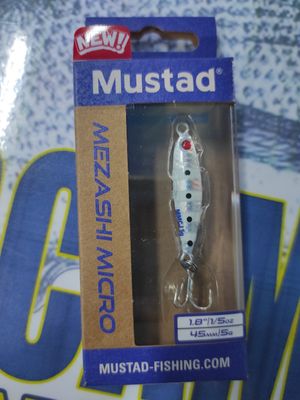 NEW!
Mustad®
MEZASHI MICRO
1.8"/1/5oz
45mm/5g
MUSTAD-FISHING.COM